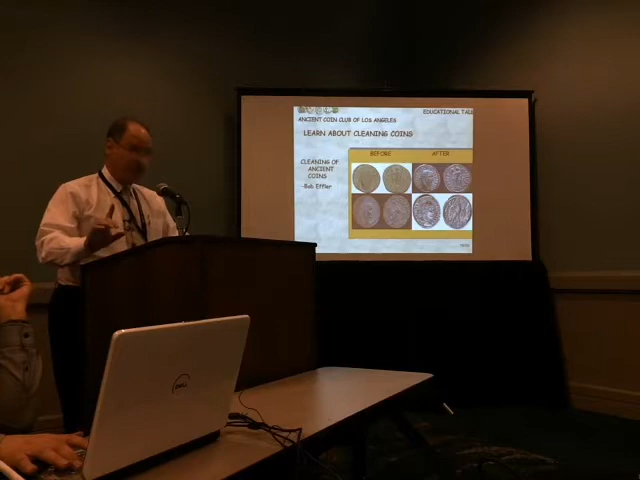 ANCIENT COIN CLUB OF LOS ANGELES
EDUCATIONAL TALK
LEARN ABOUT CLEANING COINS
BEFORE
AFTER
CLEANING OF
ANCIENT
COINS
-Bob Effler
DELL